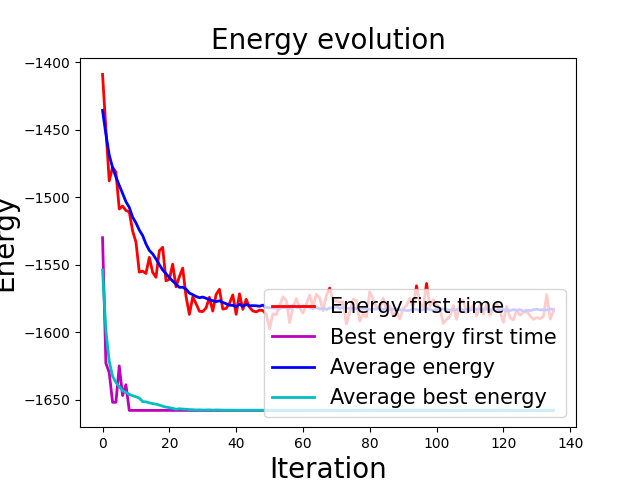 Energy evolution
Energy
−1400
−1450
−1500
−1550
−1600
−1650
0 20 40 60 80 100 120 140
Iteration
Energy first time
Best energy first time
Average energy
Average best energy